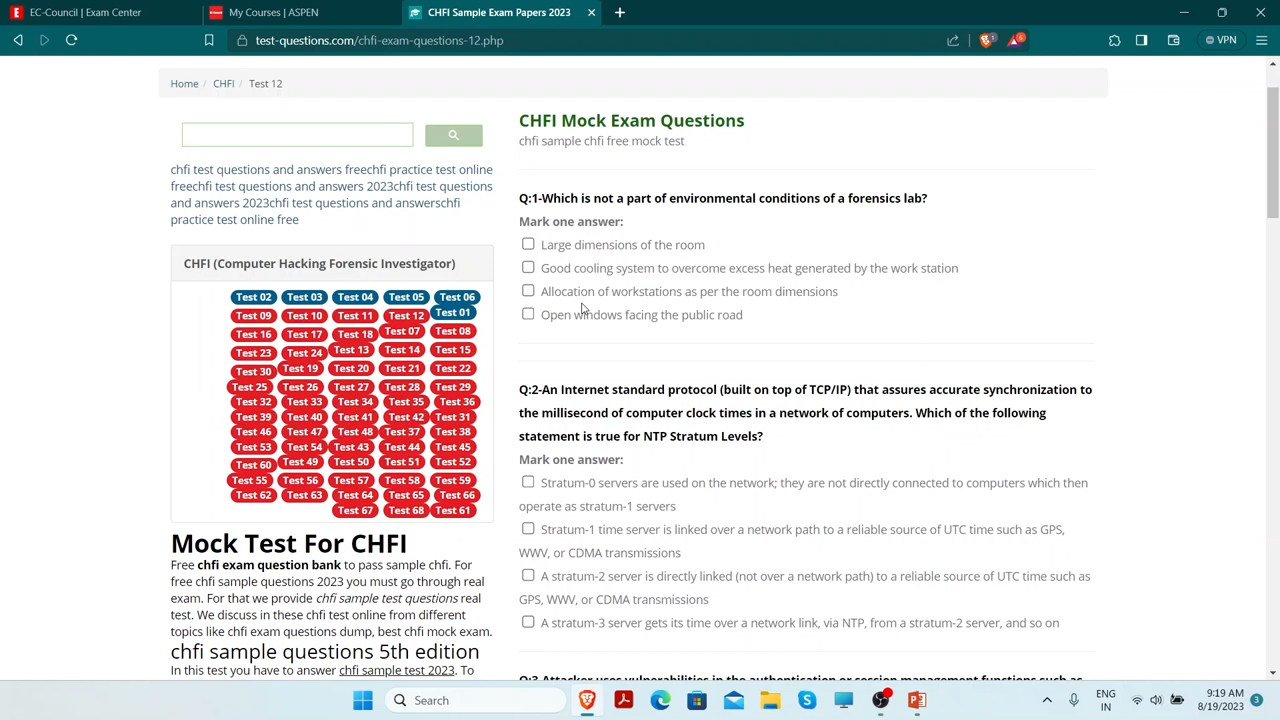 EC-Council | Exam Center
My Courses | ASPEN
CHFI Sample Exam Papers 2023
test-questions.com/chfi-exam-questions-12.php
VPN
Home / CHFI / Test 12
chfi test questions and answers freechfi practice test online
freechfi test questions and answers 2023chfi test questions
and answers 2023chfi test questions and answerschfi
practice test online free
CHFI (Computer Hacking Forensic Investigator)
Test 02 Test 03 Test 04 Test 05 Test 06
Test 09 Test 10 Test 11 Test 12 Test 01
Test 16 Test 17 Test 18 Test 07 Test 08
Test 23 Test 24 Test 13 Test 14 Test 15
Test 30 Test 19 Test 20 Test 21 Test 22
Test 25 Test 26 Test 27 Test 28 Test 29
Test 32 Test 33 Test 34 Test 35 Test 36
Test 39 Test 40 Test 41 Test 42 Test 31
Test 46 Test 47 Test 48 Test 37 Test 38
Test 53 Test 54 Test 43 Test 44 Test 45
Test 60 Test 49 Test 50 Test 51 Test 52
Test 55 Test 56 Test 57 Test 58 Test 59
Test 62 Test 63 Test 64 Test 65 Test 66
Test 67 Test 68 Test 61
Mock Test For CHFI
Free chfi exam question bank to pass sample chfi. For
free chfi sample questions 2023 you must go through real
exam. For that we provide chfi sample test questions real
test. We discuss in these chfi test online from different
topics like chfi exam questions dump, best chfi mock exam.
chfi sample questions 5th edition
In this test you have to answer chfi sample test 2023. To
CHFI Mock Exam Questions
chfi sample chfi free mock test
Q:1-Which is not a part of environmental conditions of a forensics lab?
Mark one answer:
Large dimensions of the room
Good cooling system to overcome excess heat generated by the work station
Allocation of workstations as per the room dimensions
Open windows facing the public road
Q:2-An Internet standard protocol (built on top of TCP/IP) that assures accurate synchronization to
the millisecond of computer clock times in a network of computers. Which of the following
statement is true for NTP Stratum Levels?
Mark one answer:
Stratum-0 servers are used on the network; they are not directly connected to computers which then
operate as stratum-1 servers
Stratum-1 time server is linked over a network path to a reliable source of UTC time such as GPS,
WWV, or CDMA transmissions
A stratum-2 server is directly linked (not over a network path) to a reliable source of UTC time such as
GPS, WWV, or CDMA transmissions
A stratum-3 server gets its time over a network link, via NTP, from a stratum-2 server, and so on
Q:3-Attacker uses vulnerabilities in the authentication or session management functions such as
Search
ENG
IN
9:19 AM
8/19/2023
3